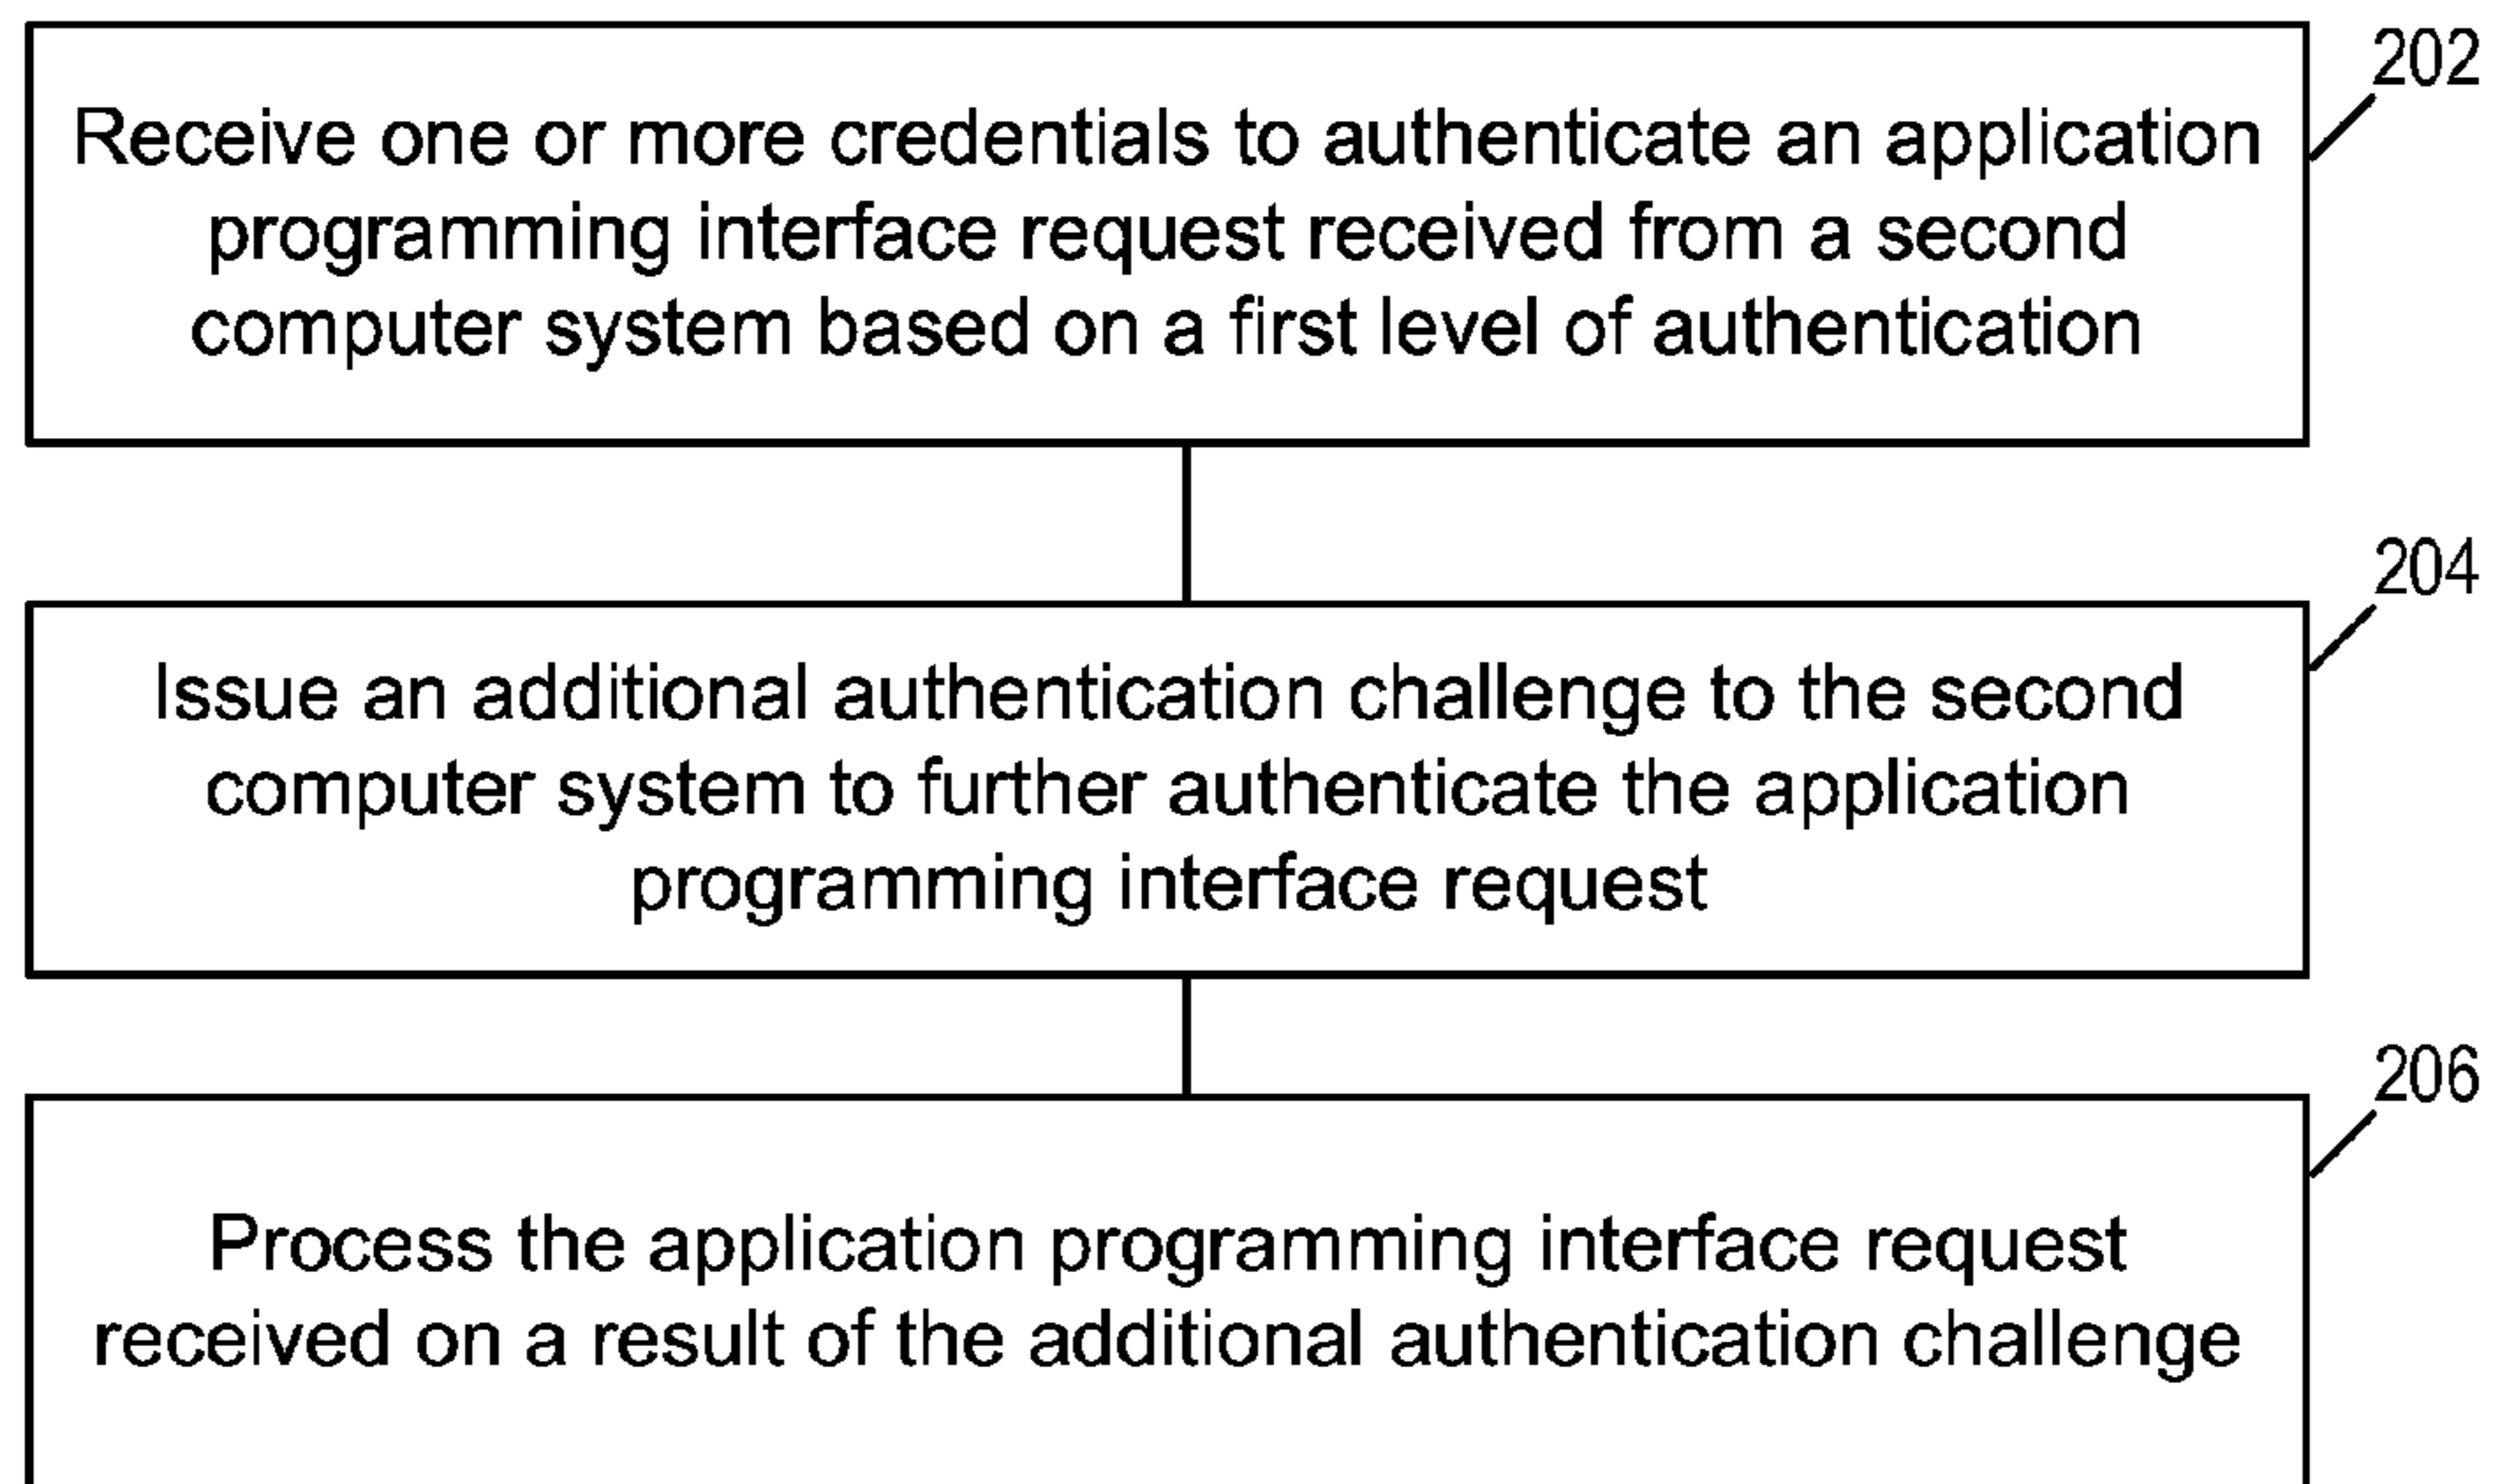 202
Receive one or more credentials to authenticate an application
programming interface request received from a second
computer system based on a first level of authentication
204
Issue an additional authentication challenge to the second
computer system to further authenticate the application
programming interface request
206
Process the application programming interface request
received on a result of the additional authentication challenge